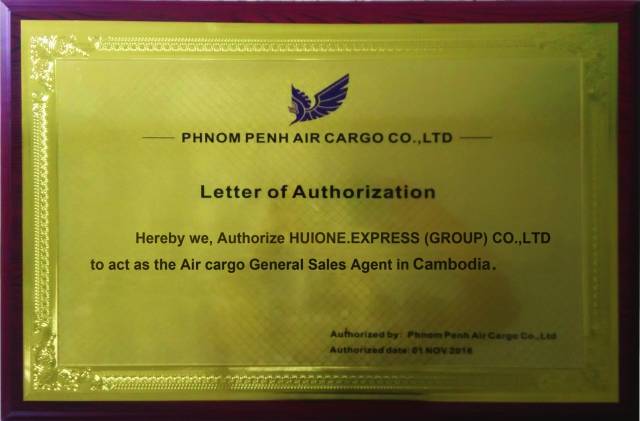 PHNOM PENH AIR CARGO CO.,LTD
Letter of Authorization
Hereby we, Authorize HUIONE.EXPRESS (GROUP) CO.,LTD
to act as the Air cargo General Sales Agent in Cambodia.
Authorized by: Phnom Penh Air Cargo Co.,Ltd
Authorized date: 01 NOV 2016